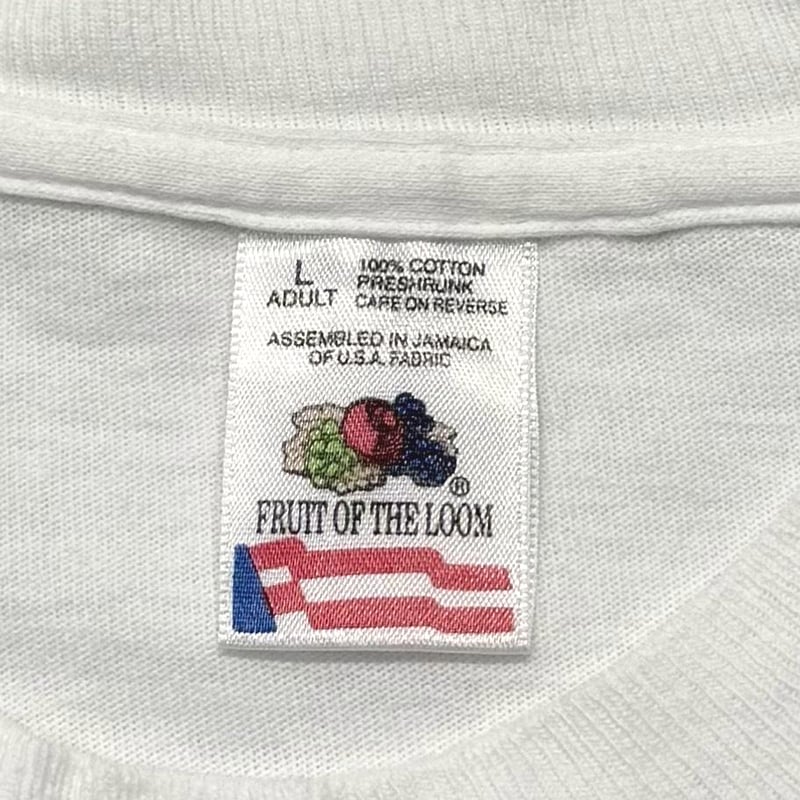 L
ADULT
100% COTTON
PRESHRUNK
CARE ON REVERSE
ASSEMBLED IN JAMAICA
OF U.S.A. FABRIC
®
FRUIT OF THE LOOM